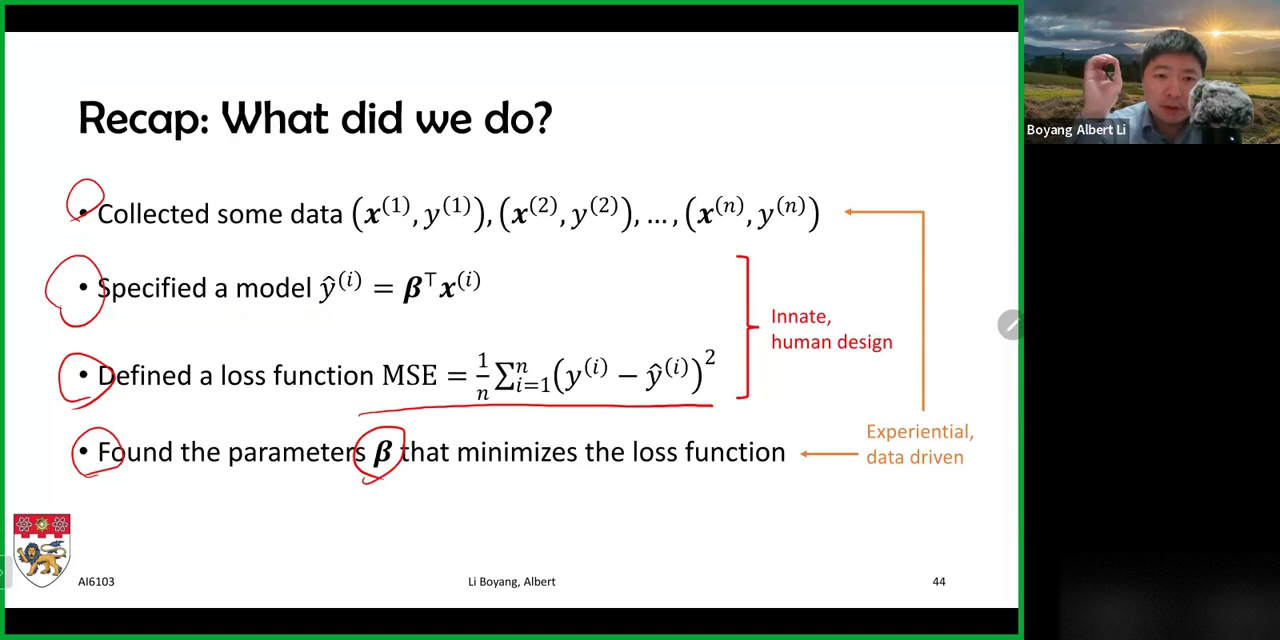 Recap: What did we do?
Boyang Albert Li
• Collected some data (𝒙⁽¹⁾, y⁽¹⁾), (𝒙⁽²⁾, y⁽²⁾), …, (𝒙⁽ⁿ⁾, y⁽ⁿ⁾)
• Specified a model ŷ⁽ⁱ⁾ = 𝜷ᵀ𝒙⁽ⁱ⁾
Innate,
human design
• Defined a loss function MSE = 1/n ∑ⁿᵢ₌₁(y⁽ⁱ⁾ − ŷ⁽ⁱ⁾)²
• Found the parameters 𝜷 that minimizes the loss function
Experiential,
data driven
AI6103
Li Boyang, Albert
44